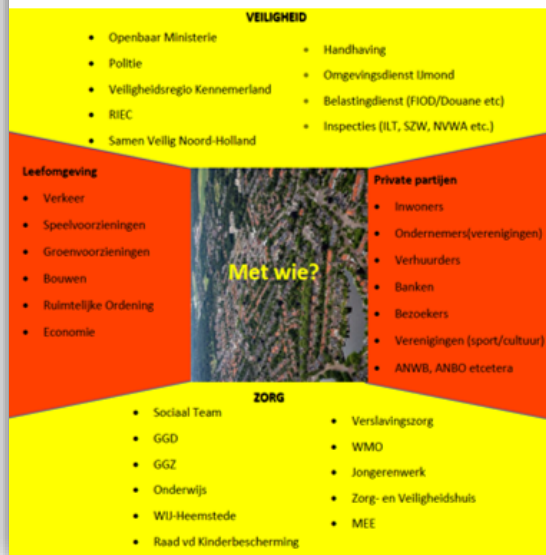 VEILIGHEID
• Openbaar Ministerie
• Politie
• Veiligheidsregio Kennemerland
• RIEC
• Samen Veilig Noord-Holland
• Handhaving
• Omgevingsdienst IJmond
• Belastingdienst (FIOD/Douane etc)
• Inspecties (ILT, SZW, NVWA etc.)
Leefomgeving
• Verkeer
• Speelvoorzieningen
• Groenvoorzieningen
• Bouwen
• Ruimtelijke Ordening
• Economie
Met wie?
Private partijen
• Inwoners
• Ondernemers(verenigingen)
• Verhuurders
• Banken
• Bezoekers
• Verenigingen (sport/cultuur)
• ANWB, ANBO etcetera
ZORG
• Sociaal Team
• GGD
• GGZ
• Onderwijs
• WIJ-Heemstede
• Raad vd Kinderbescherming
• Verslavingszorg
• WMO
• Jongerenwerk
• Zorg- en Veiligheidshuis
• MEE